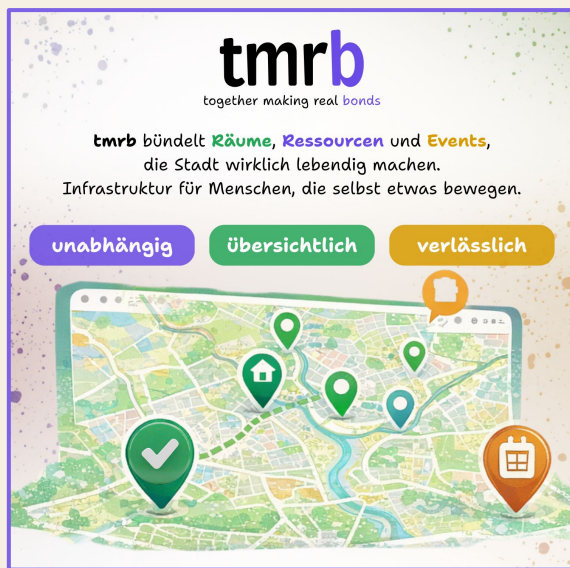 tmrb
together making real bonds
tmrb bündelt Räume, Ressourcen und Events,
die Stadt wirklich lebendig machen.
Infrastruktur für Menschen, die selbst etwas bewegen.
unabhängig übersichtlich verlässlich